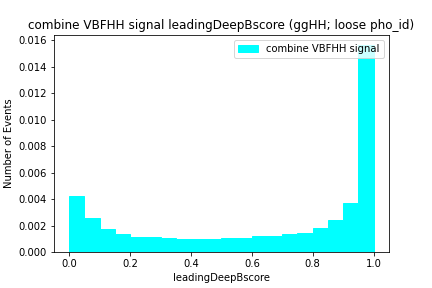 combine VBFHH signal leadingDeepBscore (ggHH; loose pho_id)
combine VBFHH signal
Number of Events
0.016
0.014
0.012
0.010
0.008
0.006
0.004
0.002
0.000
0.0 0.2 0.4 0.6 0.8 1.0
leadingDeepBscore